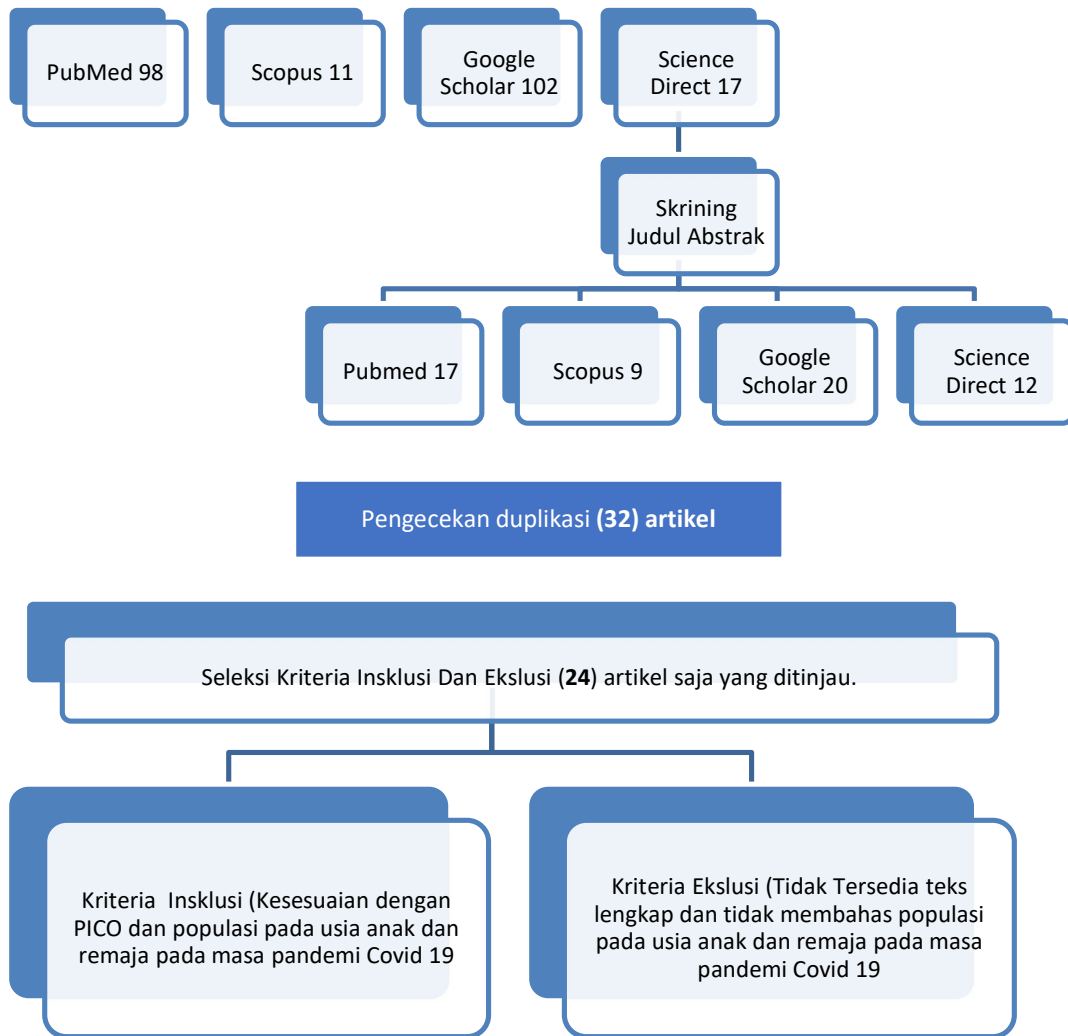 PubMed 98
Scopus 11
Google
Scholar 102
Science
Direct 17
Skrining
Judul Abstrak
Pubmed 17
Scopus 9
Google
Scholar 20
Science
Direct 12
Pengecekan duplikasi (32) artikel
Seleksi Kriteria Insklusi Dan Ekslusi (24) artikel saja yang ditinjau.
Kriteria Insklusi (Kesesuaian dengan
PICO dan populasi pada usia anak dan
remaja pada masa pandemi Covid 19
Kriteria Ekslusi (Tidak Tersedia teks
lengkap dan tidak membahas populasi
pada usia anak dan remaja pada masa
pandemi Covid 19